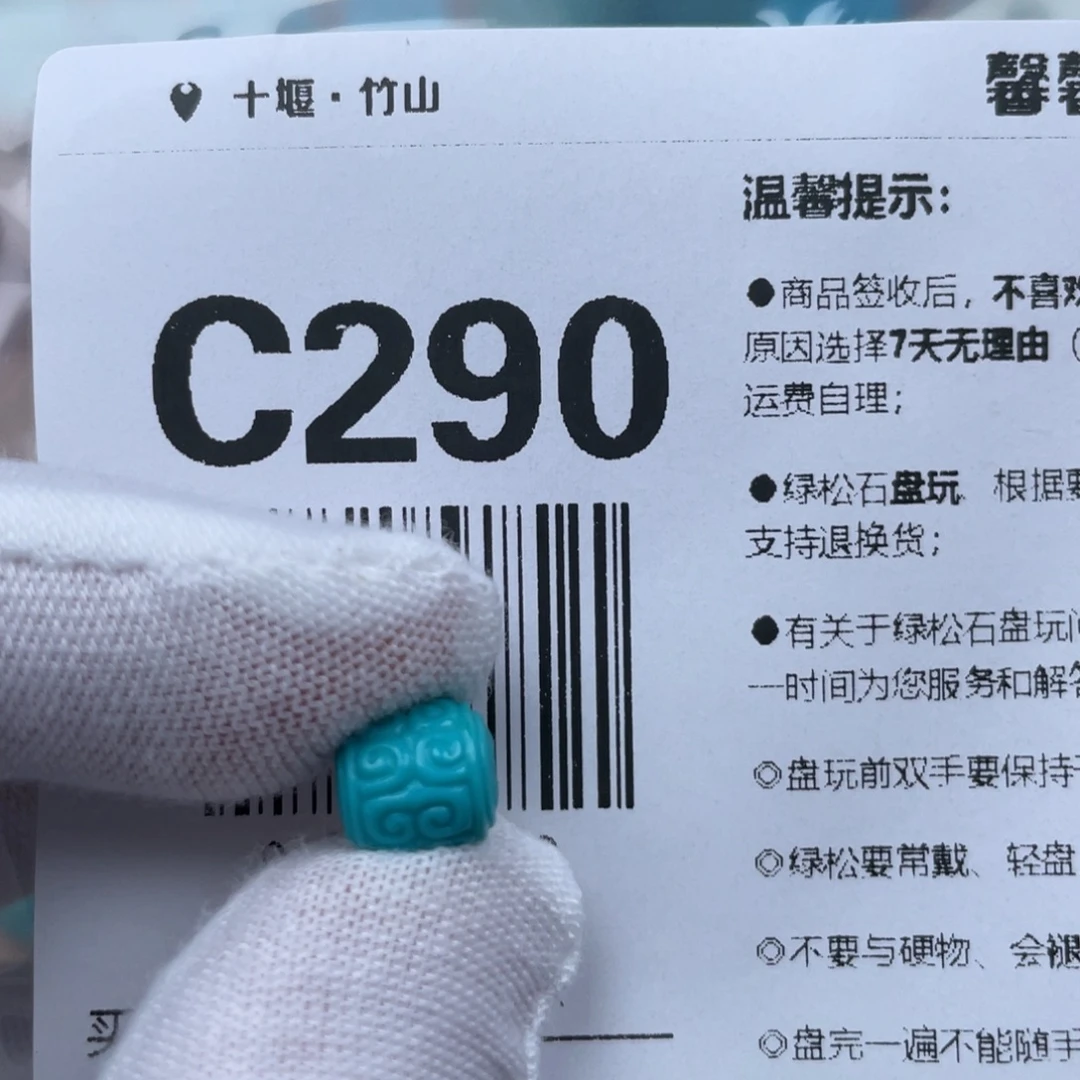 十堰·竹山
馨
温馨提示:
C290
●商品签收后,不喜欢
原因选择7天无理由(
运费自理;
●绿松石盘玩 根据
支持退换货;
●有关于绿松石盘玩
一时间为您服务和解答
◎盘玩前双手要保持
◎绿松要常戴、轻盘
◎不要与硬物、会
◎盘完一遍不能随手
买